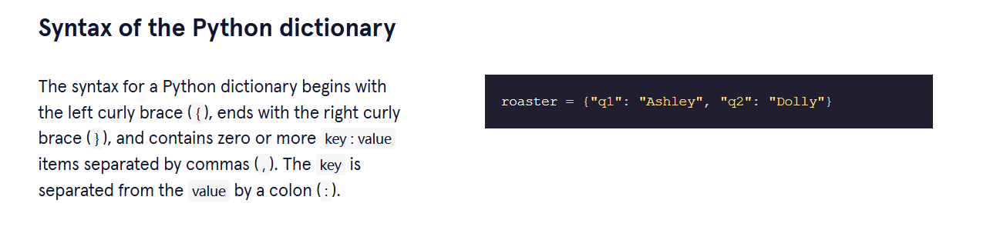 Syntax of the Python dictionary
The syntax for a Python dictionary begins with
the left curly brace ({), ends with the right curly
brace (}), and contains zero or more key : value
items separated by commas (,). The key is
separated from the value by a colon (:).
roaster = {"q1": "Ashley", "q2": "Dolly"}